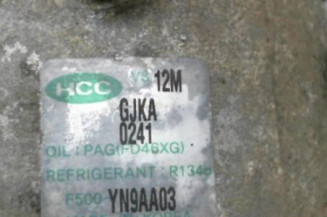 HCC 12M
GJKA
0241
OIL : PAG(FD46XG)
REFRIGERANT : R134a
F500 YN9AA03